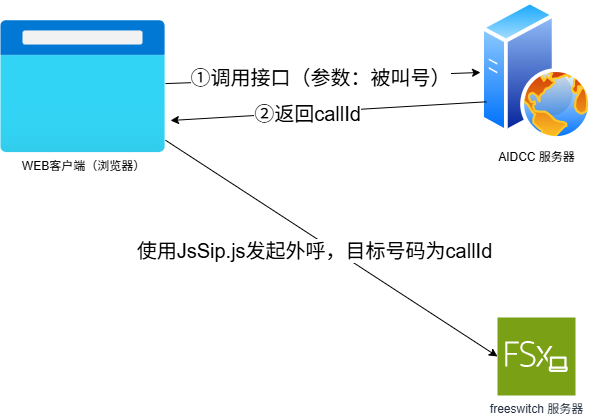 ①调用接口（参数：被叫号）
②返回callId
WEB客户端（浏览器）
AIDCC 服务器
使用JsSip.js发起外呼，目标号码为callId
FSx
freeswitch 服务器